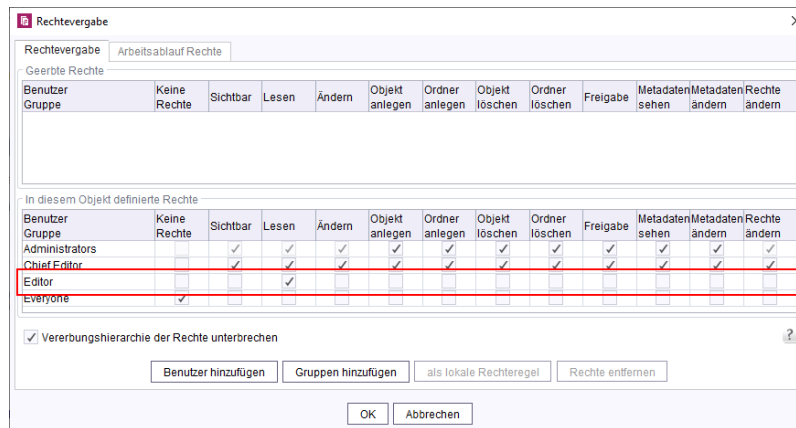 Rechtevergabe
Rechtevergabe Arbeitsablauf Rechte
Geerbte Rechte
Benutzer Keine Sichtbar Lesen Ändern Objekt Ordner Objekt Ordner Freigabe Metadaten Metadaten Rechte
Gruppe Rechte anlegen anlegen löschen löschen sehen ändern ändern
In diesem Objekt definierte Rechte
Benutzer Keine Sichtbar Lesen Ändern Objekt Ordner Objekt Ordner Freigabe Metadaten Metadaten Rechte
Gruppe Rechte anlegen anlegen löschen löschen sehen ändern ändern
Administrators
Chief Editor
Editor
Everyone
Vererbungshierarchie der Rechte unterbrechen ?
Benutzer hinzufügen Gruppen hinzufügen als lokale Rechteregel Rechte entfernen
OK Abbrechen